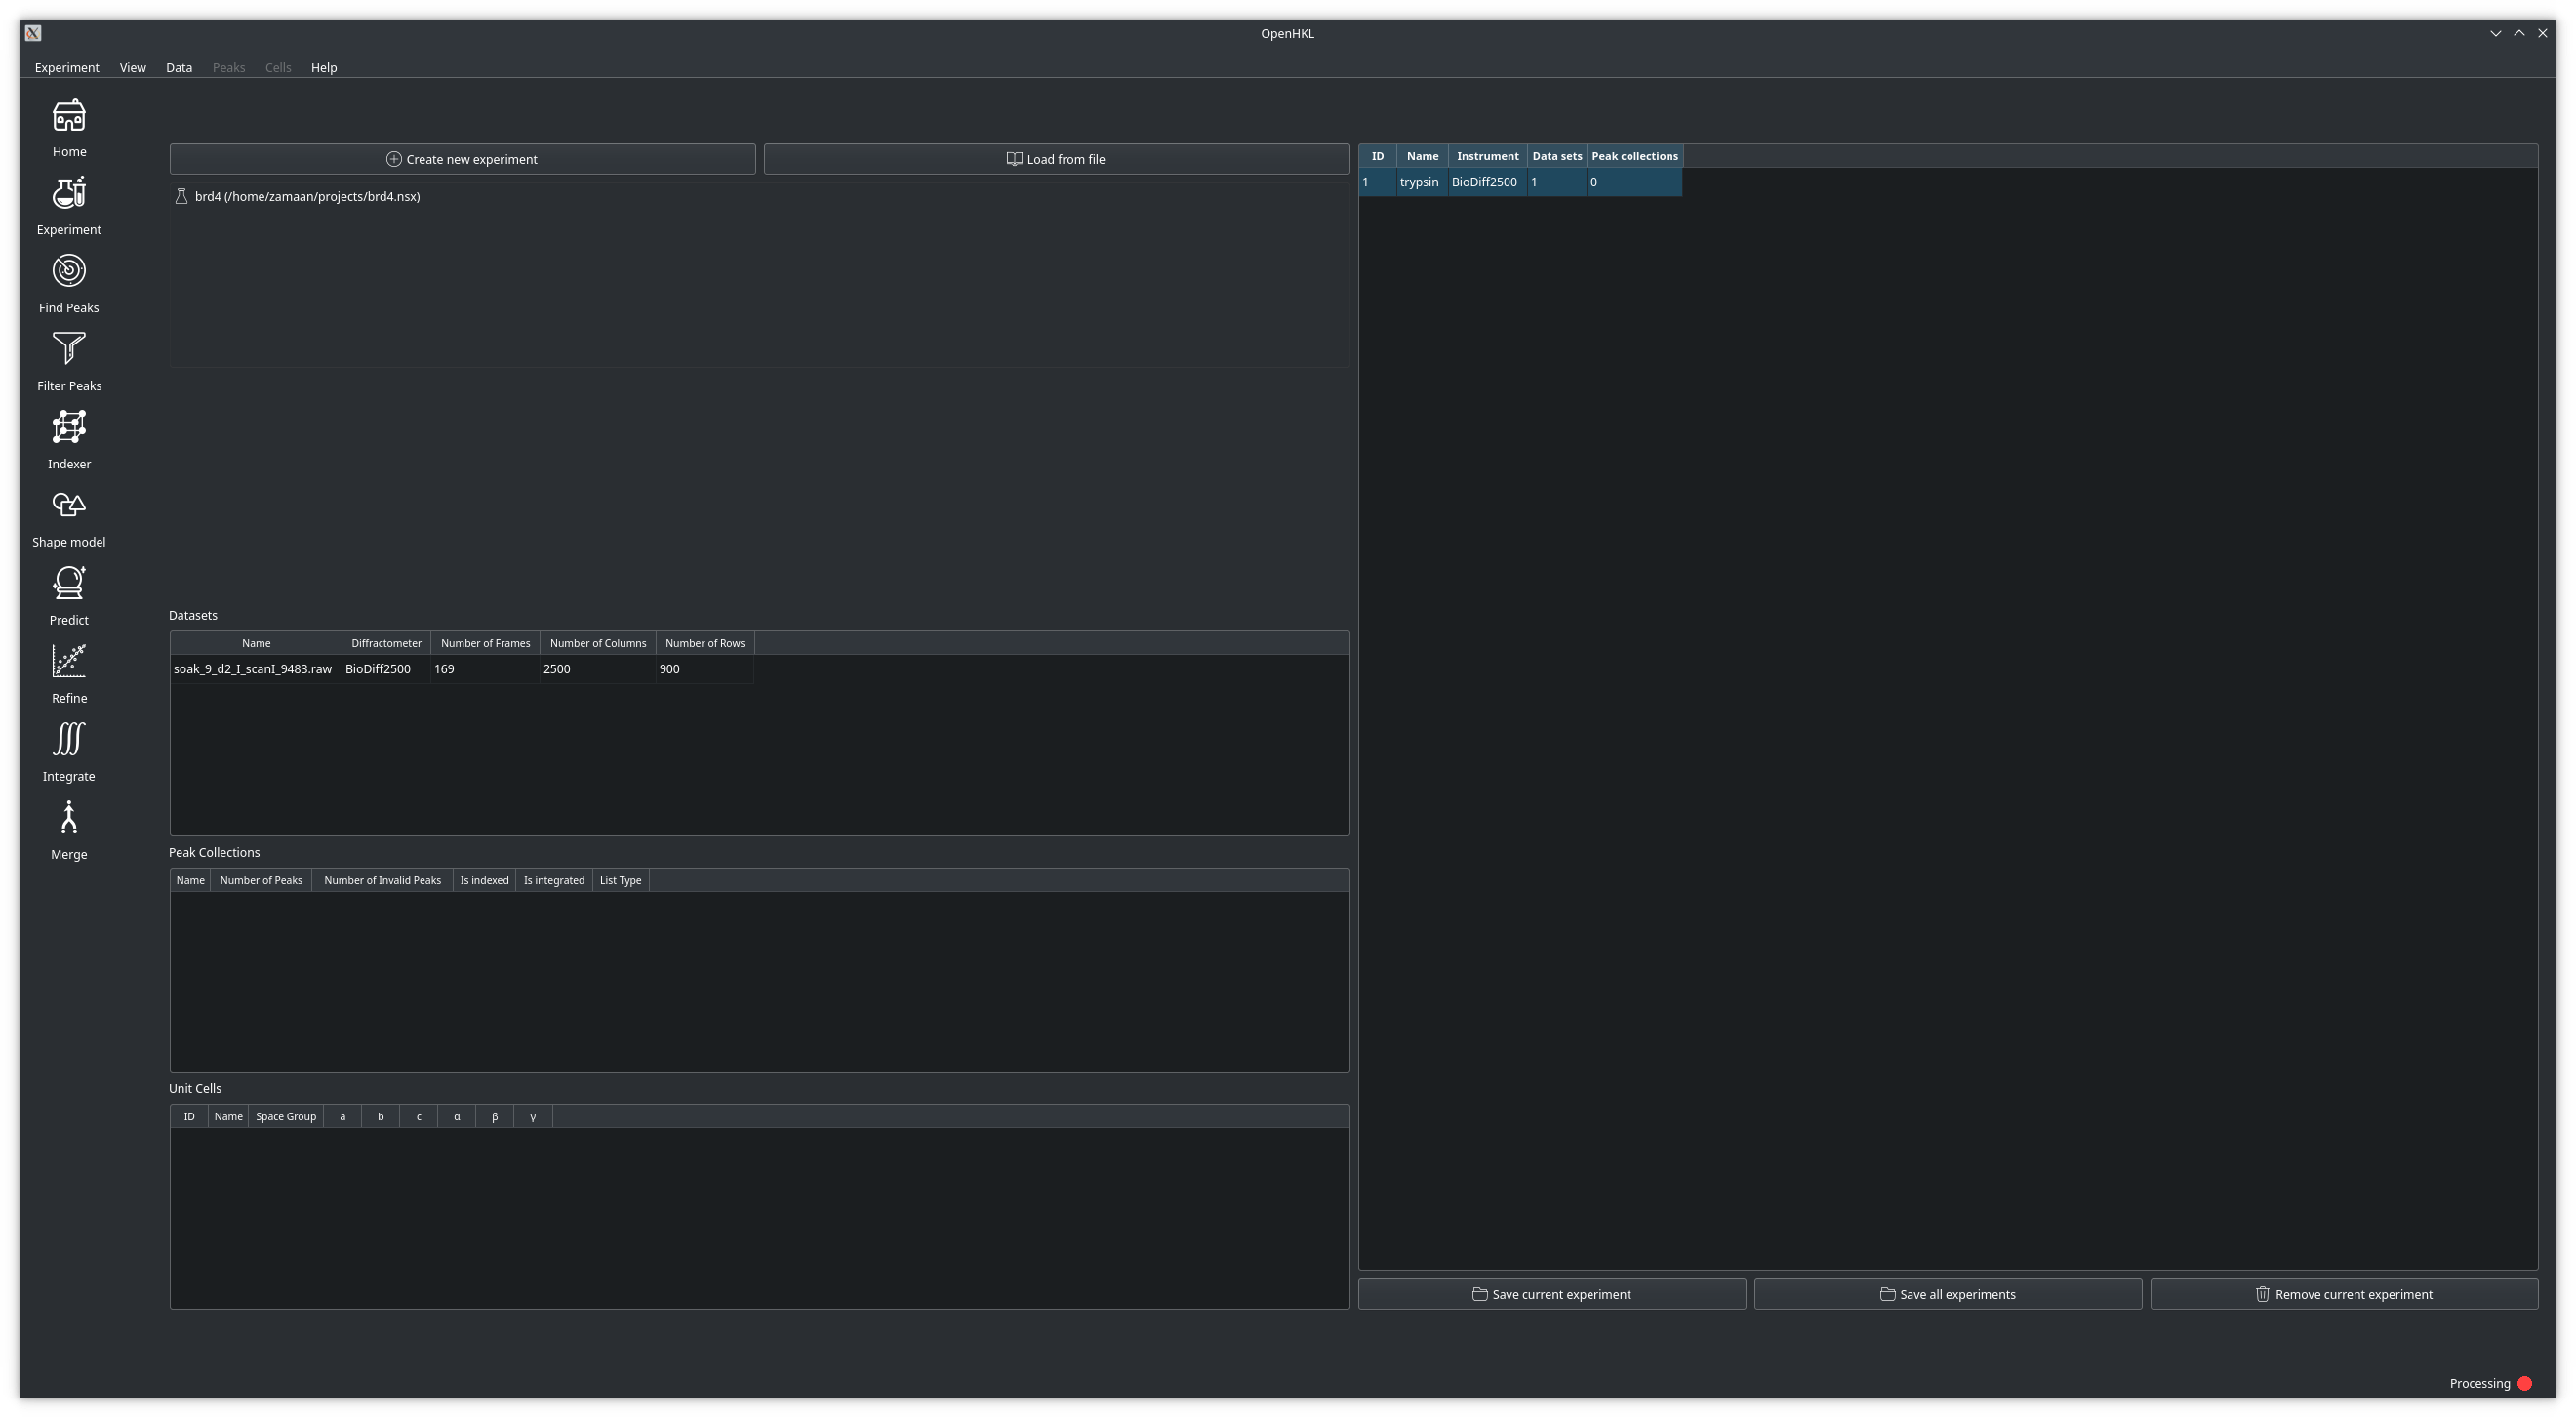 OpenHKL
Experiment View Data Peaks Cells Help
Home
Experiment
Find Peaks
Filter Peaks
Indexer
Shape model
Predict
Refine
Integrate
Merge
Create new experiment
Load from file
brd4 (/home/zamaan/projects/brd4.nsx)
Datasets
Name Diffractometer Number of Frames Number of Columns Number of Rows
soak_9_d2_I_scanI_9483.raw BioDiff2500 169 2500 900
Peak Collections
Name Number of Peaks Number of Invalid Peaks Is indexed Is integrated List Type
Unit Cells
ID Name Space Group a b c α β γ
ID Name Instrument Data sets Peak collections
1 trypsin BioDiff2500 1 0
Save current experiment
Save all experiments
Remove current experiment
Processing